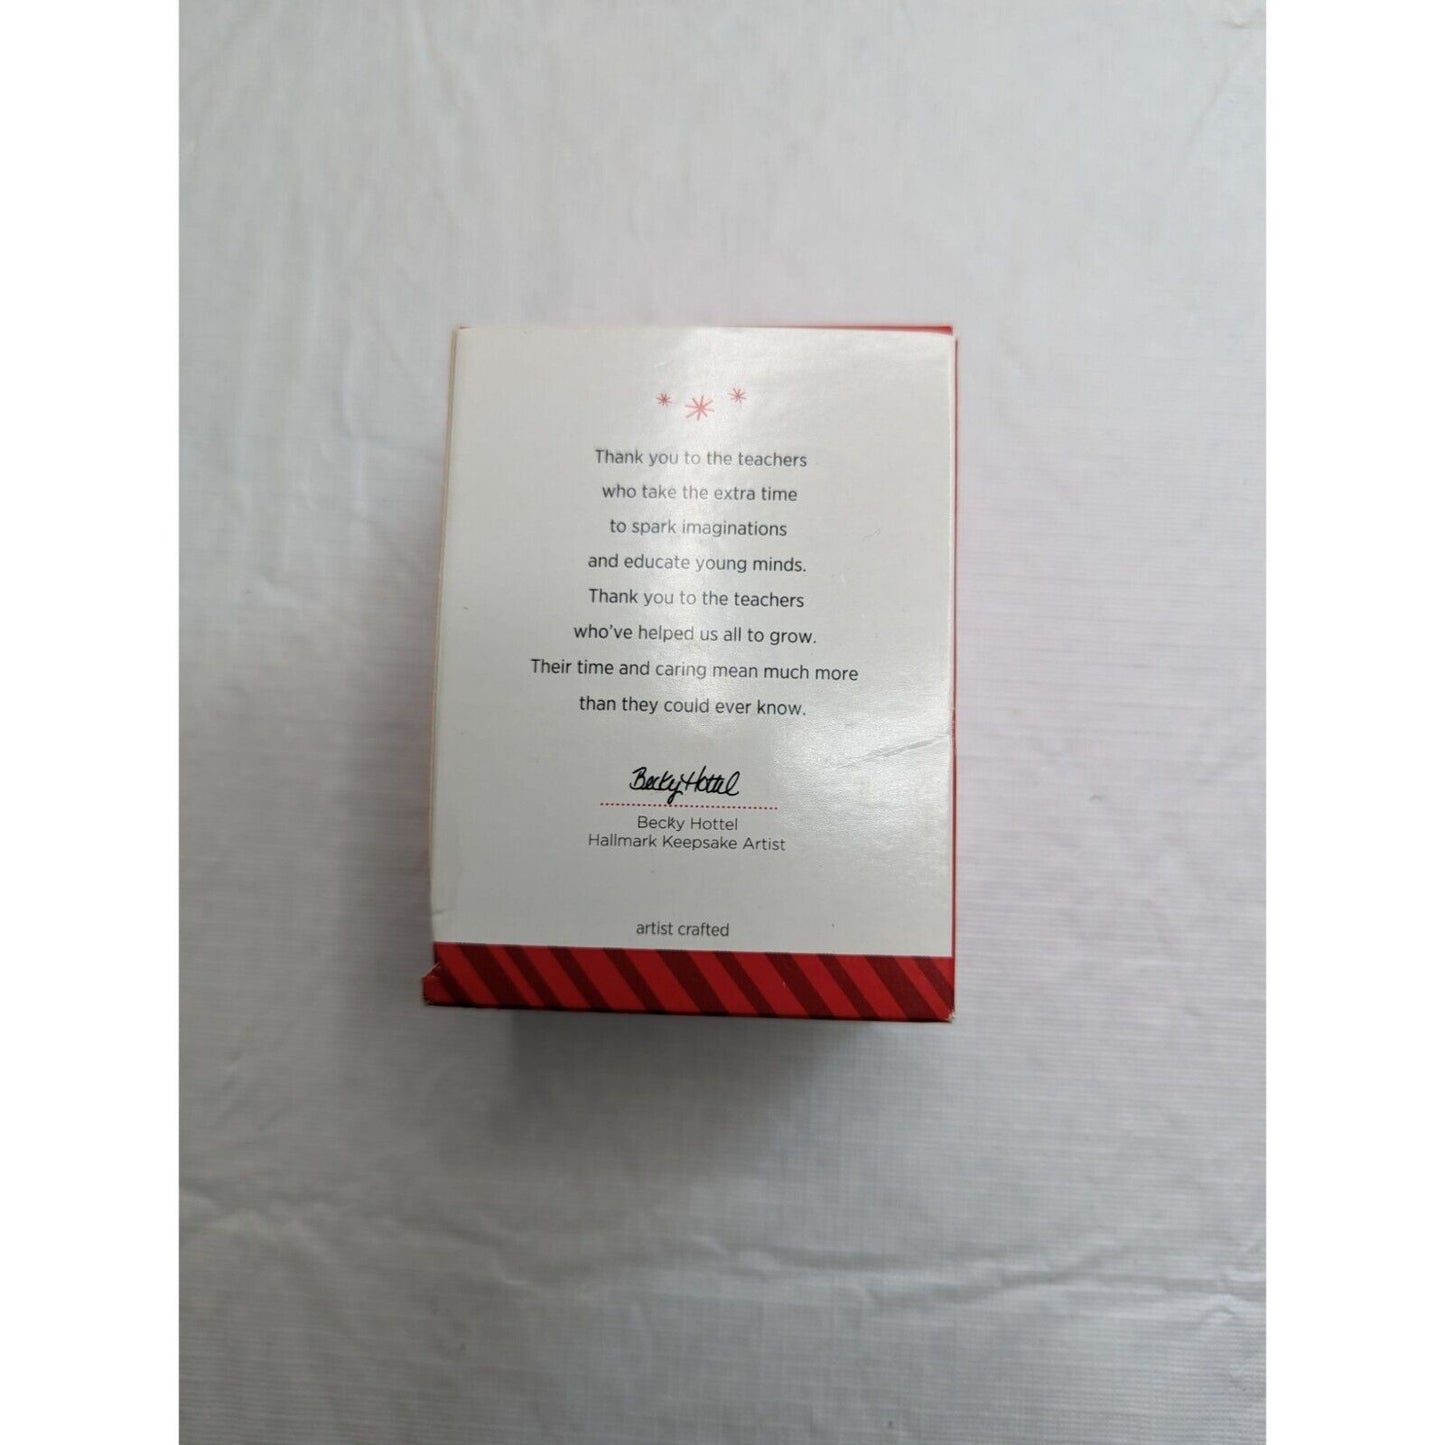 Thank you to the teachers
who take the extra time
to spark imaginations
and educate young minds.
Thank you to the teachers
who've helped us all to grow.
Their time and caring mean much more
than they could ever know.
Becky Hottel
Becky Hottel
Hallmark Keepsake Artist
artist crafted